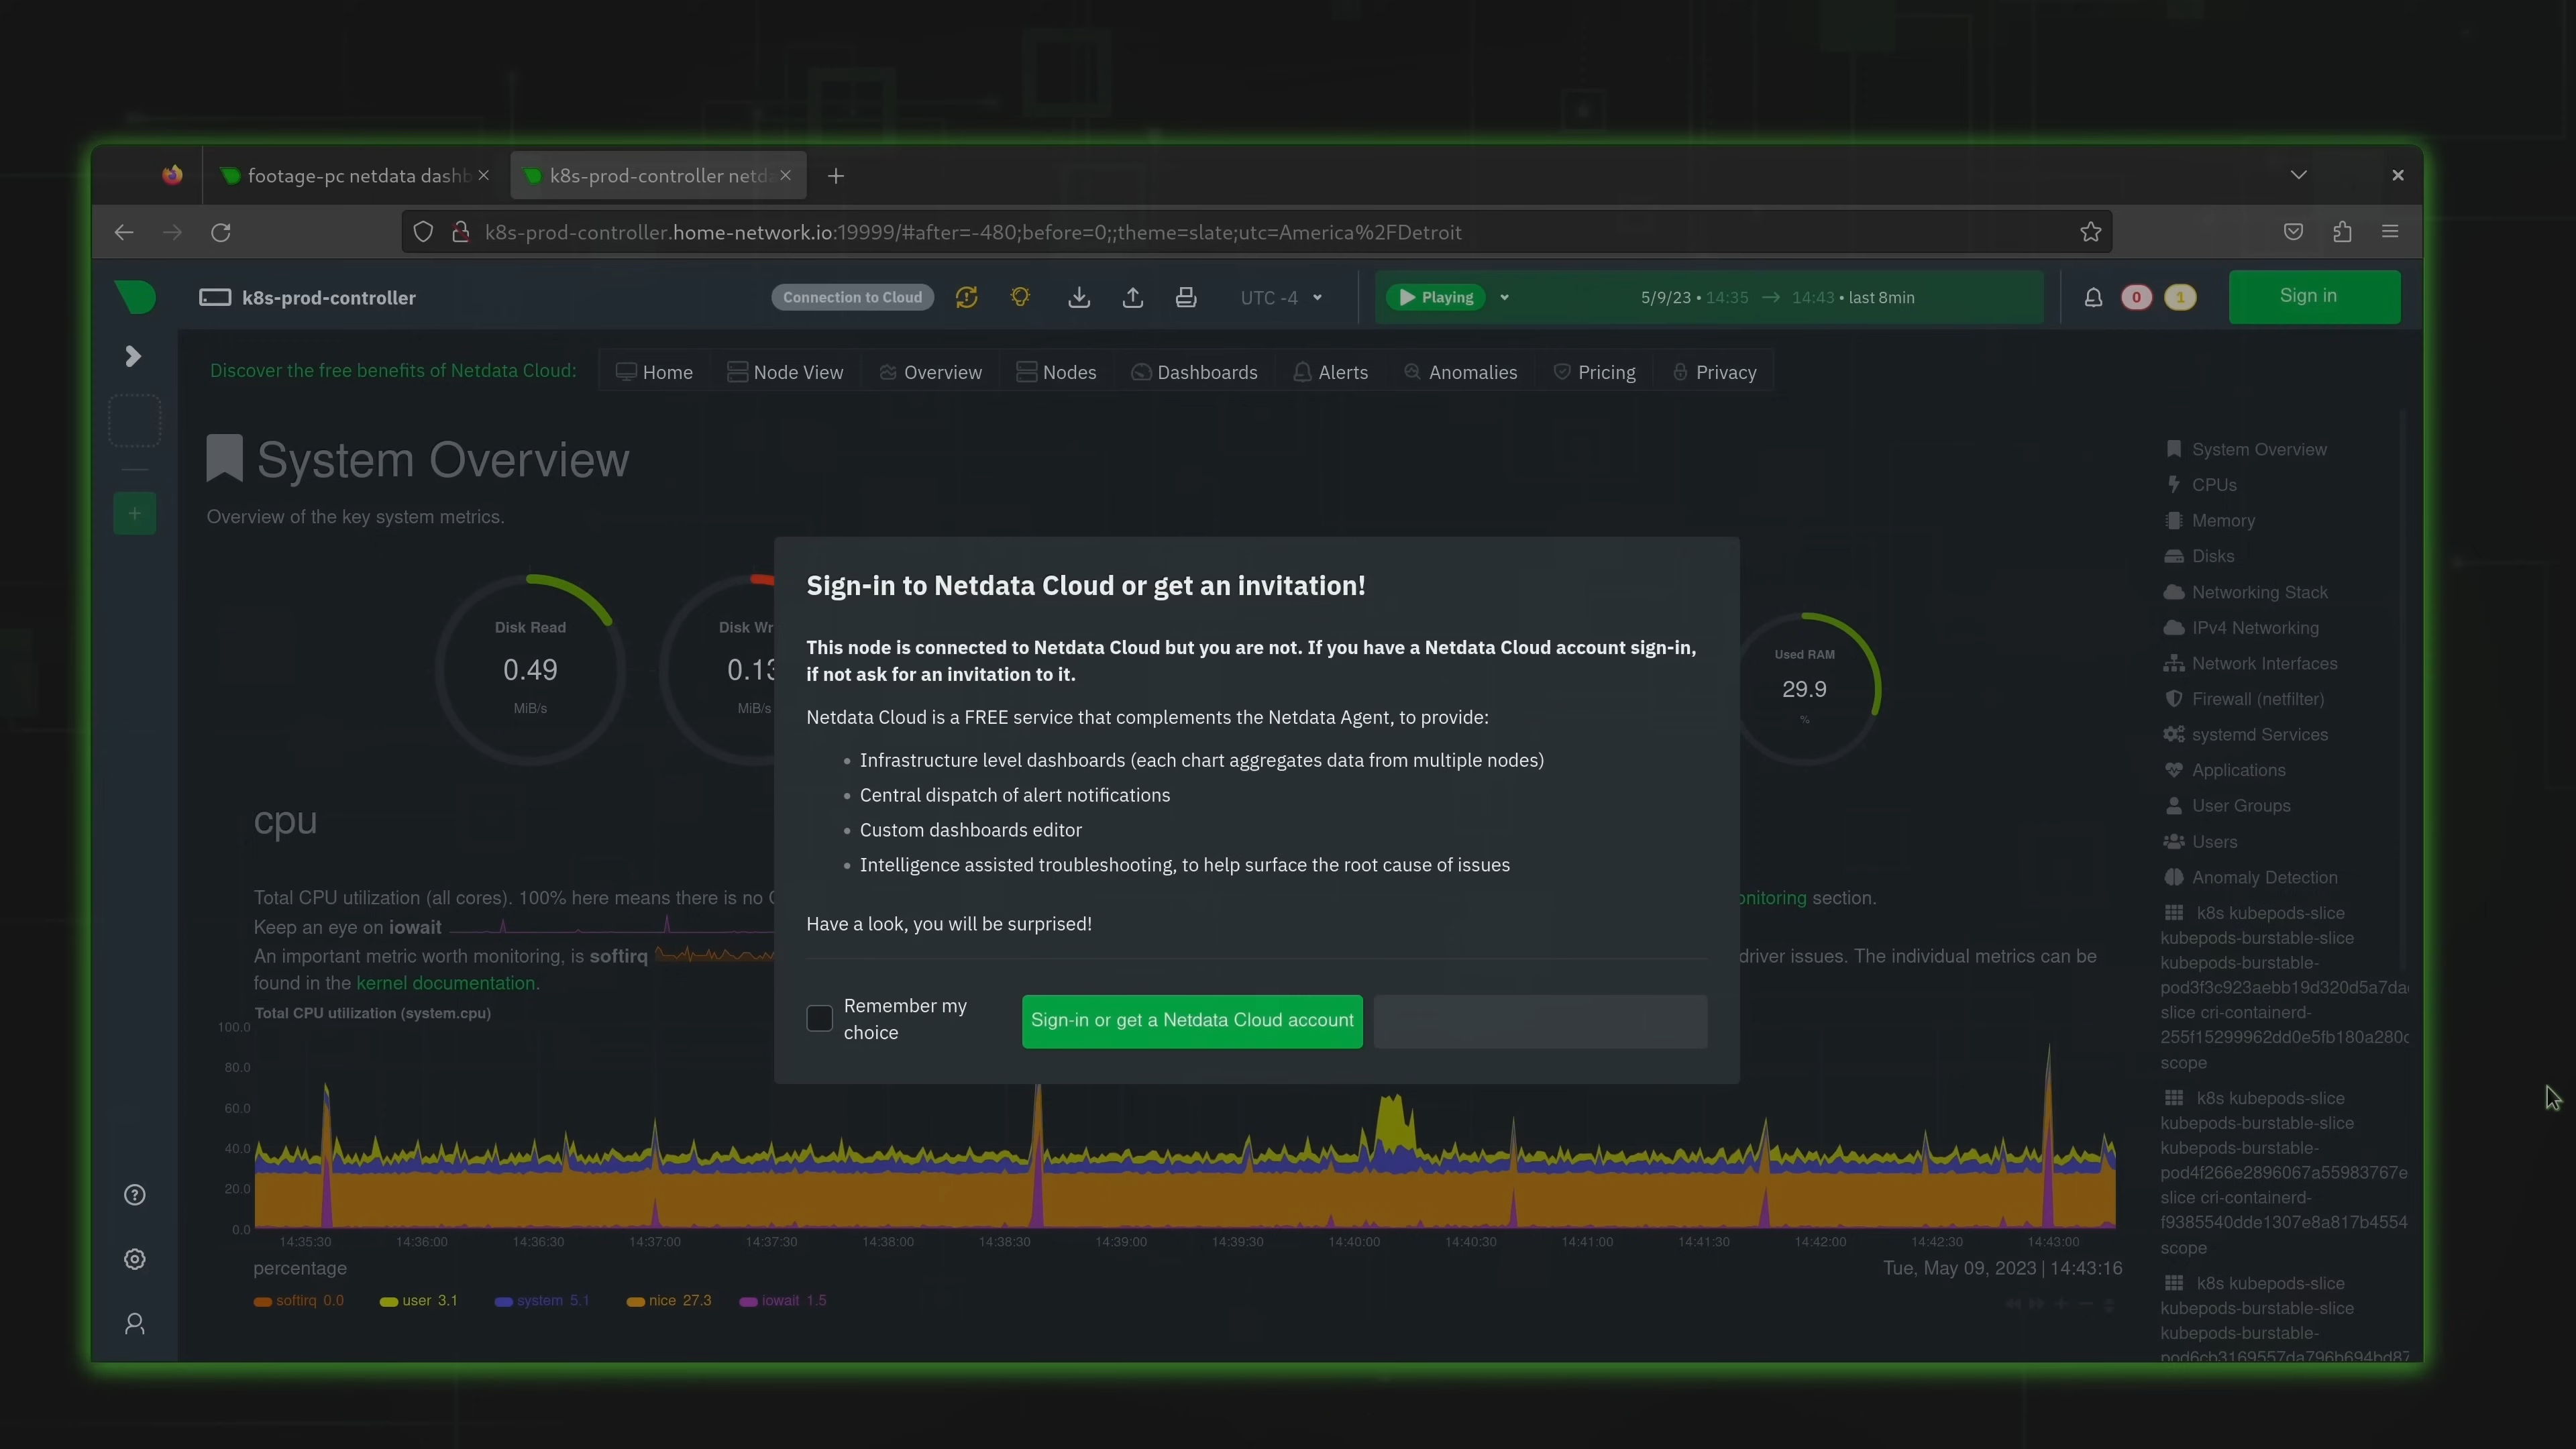 footage-pc netdata dashb
k8s-prod-controller netda
k8s-prod-controller.home-network.io:19999/#after=-480;before=0;;theme=slate;utc=America%2FDetroit
k8s-prod-controller
Connection to Cloud
UTC -4
Playing
5/9/23 • 14:35 → 14:43 • last 8min
0
1
Sign in
Discover the free benefits of Netdata Cloud:
Home
Node View
Overview
Nodes
Dashboards
Alerts
Anomalies
Pricing
Privacy
System Overview
Overview of the key system metrics.
Disk Read
0.49
MiB/s
Disk Wr
0.13
MiB/s
Used RAM
29.9
%
Sign-in to Netdata Cloud or get an invitation!
This node is connected to Netdata Cloud but you are not. If you have a Netdata Cloud account sign-in,
if not ask for an invitation to it.
Netdata Cloud is a FREE service that complements the Netdata Agent, to provide:
• Infrastructure level dashboards (each chart aggregates data from multiple nodes)
• Central dispatch of alert notifications
• Custom dashboards editor
• Intelligence assisted troubleshooting, to help surface the root cause of issues
Have a look, you will be surprised!
Remember my
choice
Sign-in or get a Netdata Cloud account
cpu
Total CPU utilization (all cores). 100% here means there is no
onitoring section.
Keep an eye on iowait
An important metric worth monitoring, is softirq
driver issues. The individual metrics can be
found in the kernel documentation.
Total CPU utilization (system.cpu)
100.0
80.0
60.0
40.0
20.0
0.0
14:35:30 14:36:00 14:36:30 14:37:00 14:37:30 14:38:00 14:38:30 14:39:00 14:39:30 14:40:00 14:40:30 14:41:00 14:41:30 14:42:00 14:42:30 14:43:00
percentage
Tue, May 09, 2023 | 14:43:16
softirq 0.0 user 3.1 system 5.1 nice 27.3 iowait 1.5
System Overview
CPUs
Memory
Disks
Networking Stack
IPv4 Networking
Network Interfaces
Firewall (netfilter)
systemd Services
Applications
User Groups
Users
Anomaly Detection
k8s kubepods-slice
kubepods-burstable-slice
kubepods-burstable-
pod3f3c923aebb19d320d5a7da
slice cri-containerd-
255f15299962dd0e5fb180a280c
scope
k8s kubepods-slice
kubepods-burstable-slice
kubepods-burstable-
pod4f266e2896067a55983767e
slice cri-containerd-
f9385540dde1307e8a817b4554
scope
k8s kubepods-slice
kubepods-burstable-slice
kubepods-burstable-
pod6cb3169557da796b694bd87